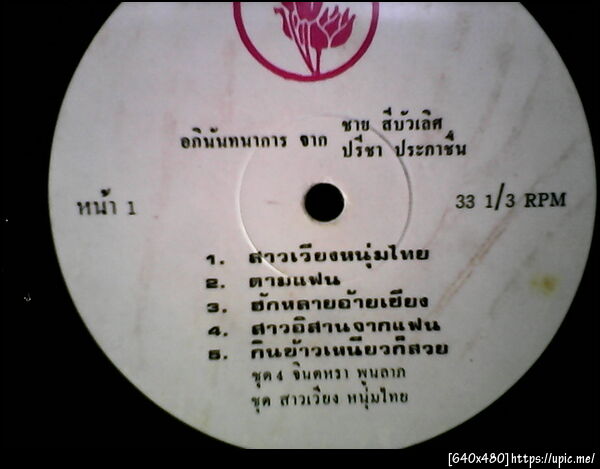 อภินันทนาการ จาก ชาย สีบัวเลิศ
ปรีชา ประกาชื่น
หน้า 1
33 1/3 RPM
1. สาวเวียงหนุ่มไทย
2. ตามแฟน
3. ฮักหลายอ้ายเฮียง
4. สาวอิสานจากแฟน
5. กินข้าวเหนียวก็สวย
ชุด 4 จินตหรา พูนลาภ
ชุด สาวเวียง หนุ่มไทย
[640x480]https://upic.me/